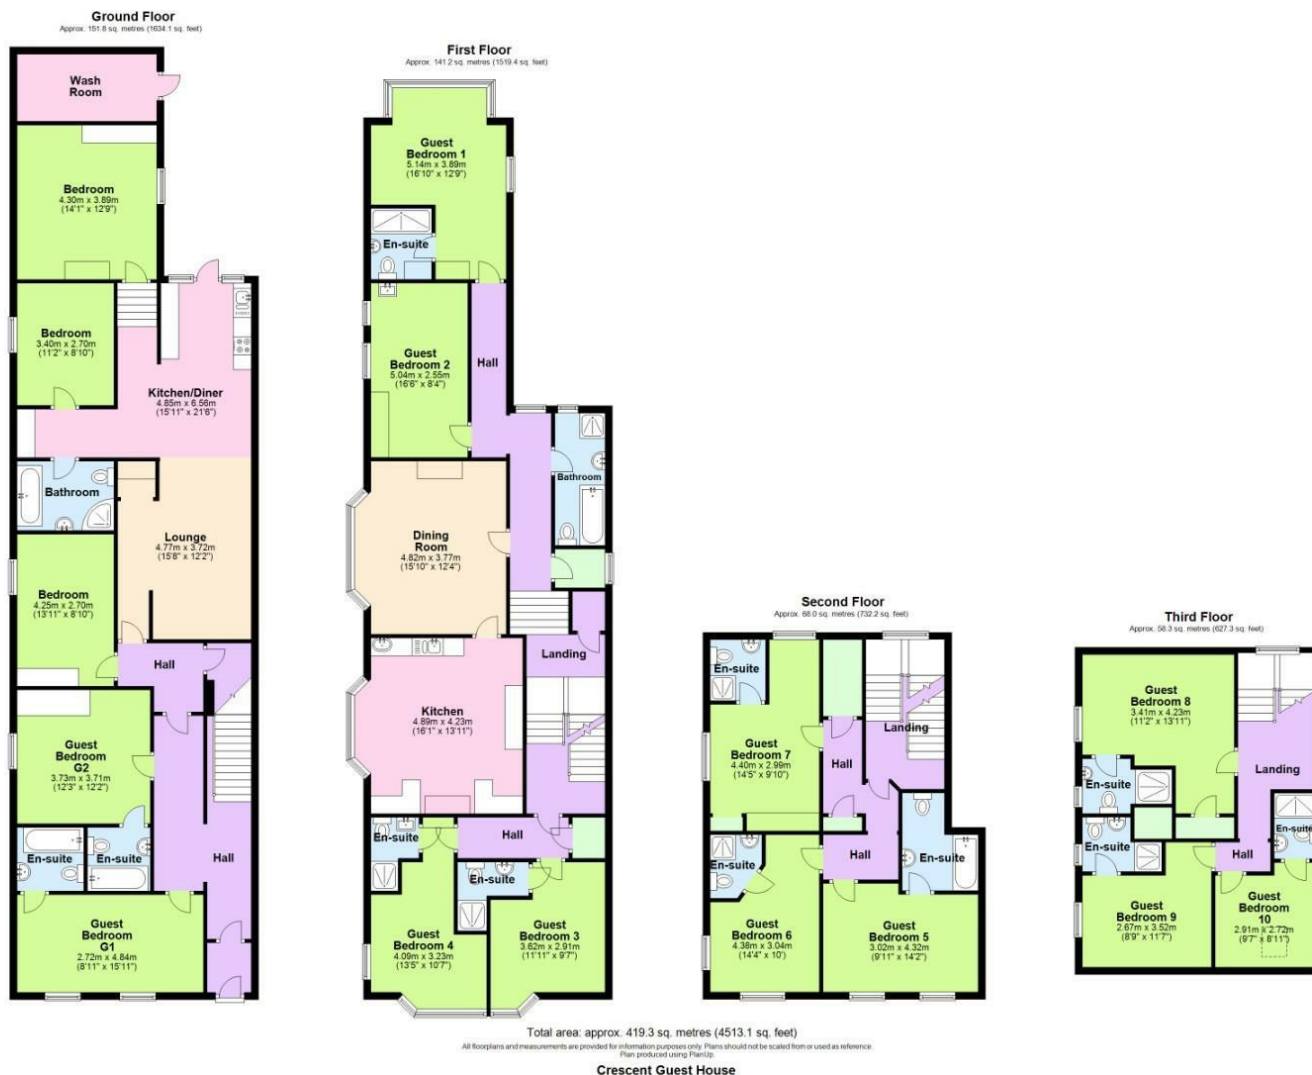 Ground Floor
Approx. 151.8 sq. metres (1634.1 sq. feet)
Wash
Room
Bedroom
4.30m x 3.89m
(14'1" x 12'9")
Bedroom
3.40m x 2.70m
(11'2" x 8'10")
Kitchen/Diner
4.85m x 6.56m
(15'11" x 21'6")
Bathroom
Lounge
4.77m x 3.72m
(15'8" x 12'2")
Bedroom
4.25m x 2.70m
(13'11" x 8'10")
Hall
Guest
Bedroom
G2
3.73m x 3.71m
(12'3" x 12'2")
En-suite
En-suite
Hall
Guest
Bedroom
G1
2.72m x 4.84m
(8'11" x 15'11")
First Floor
Approx. 141.2 sq. metres (1519.4 sq. feet)
Guest
Bedroom 1
5.14m x 3.89m
(16'10" x 12'9")
En-suite
Guest
Bedroom 2
5.04m x 2.55m
(16'6" x 8'4")
Hall
Bathroom
Dining
Room
4.82m x 3.77m
(15'10" x 12'4")
Landing
Kitchen
4.89m x 4.23m
(16'1" x 13'11")
En-suite
Hall
En-suite
Guest
Bedroom 4
4.09m x 3.23m
(13'5" x 10'7")
Guest
Bedroom 3
3.62m x 2.91m
(11'11" x 9'7")
Second Floor
Approx. 68.0 sq. metres (732.2 sq. feet)
En-suite
Landing
Guest
Bedroom 7
4.40m x 2.99m
(14'5" x 9'10")
Hall
En-suite
Hall
En-suite
Guest
Bedroom 6
4.38m x 3.04m
(14'4" x 10')
Guest
Bedroom 5
3.02m x 4.32m
(9'11" x 14'2")
Third Floor
Approx. 58.3 sq. metres (627.3 sq. feet)
Guest
Bedroom 8
3.41m x 4.23m
(11'2" x 13'11")
Landing
En-suite
En-suite
En-suite
Hall
Guest
Bedroom 9
2.67m x 3.52m
(8'9" x 11'7")
Guest
Bedroom
10
2.91m x 2.72m
(9'7" x 8'11")
Total area: approx. 419.3 sq. metres (4513.1 sq. feet)
All floorplans and measurements are provided for information purposes only. Plans should not be scaled from or used as reference.
Plan produced using PlanUp.
Crescent Guest House